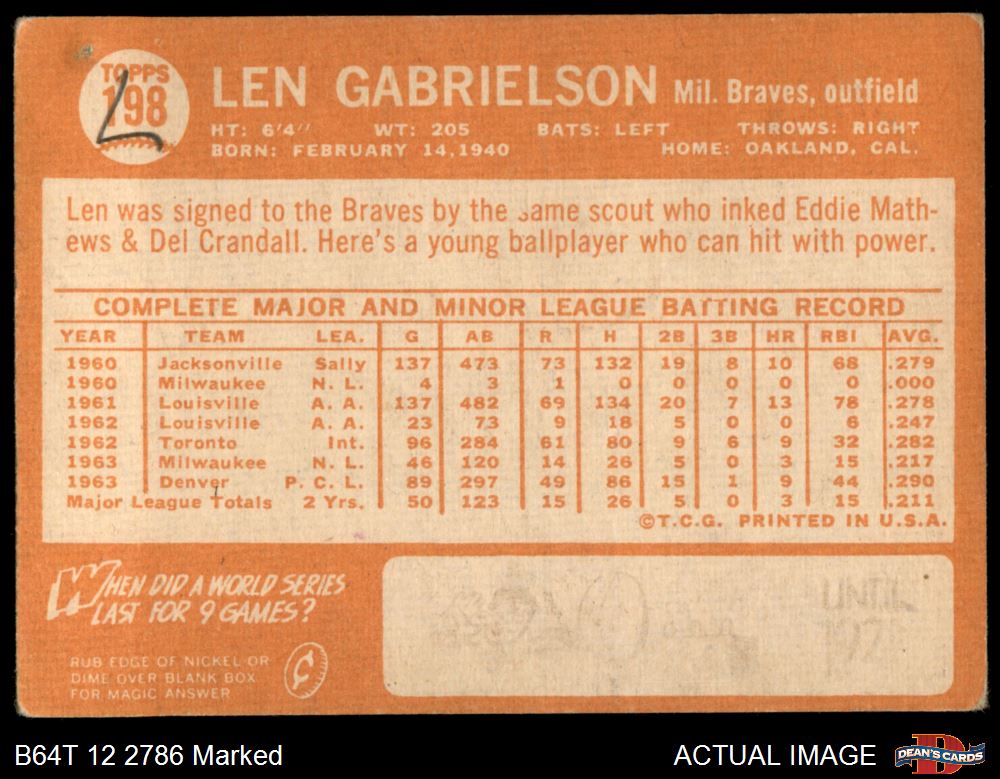 TOPPS
198
LEN GABRIELSON Mil. Braves, outfield
HT: 6'4" WT: 205 BATS: LEFT THROWS: RIGHT
BORN: FEBRUARY 14, 1940 HOME: OAKLAND, CAL.
Len was signed to the Braves by the same scout who inked Eddie Math-
ews & Del Crandall. Here's a young ballplayer who can hit with power.
COMPLETE MAJOR AND MINOR LEAGUE BATTING RECORD
YEAR TEAM LEA. G AB R H 2B 3B HR RBI AVG.
1960 Jacksonville Sally 137 473 73 132 19 8 10 68 .279
1960 Milwaukee N. L. 4 3 1 0 0 0 0 0 .000
1961 Louisville A. A. 137 482 69 134 20 7 13 78 .278
1962 Louisville A. A. 23 73 9 18 5 0 0 6 .247
1962 Toronto Int. 96 284 61 80 9 6 9 32 .282
1963 Milwaukee N. L. 46 120 14 26 5 0 3 15 .217
1963 Denver P. C. L. 89 297 49 86 15 1 9 44 .290
Major League Totals 2 Yrs. 50 123 15 26 5 0 3 15 .211
©T.C.G. PRINTED IN U.S.A.
WHEN DID A WORLD SERIES
LAST FOR 9 GAMES?
RUB EDGE OF NICKEL OR
DIME OVER BLANK BOX
FOR MAGIC ANSWER
UNTIL
B64T 12 2786 Marked
ACTUAL IMAGE
DEAN'S CARDS